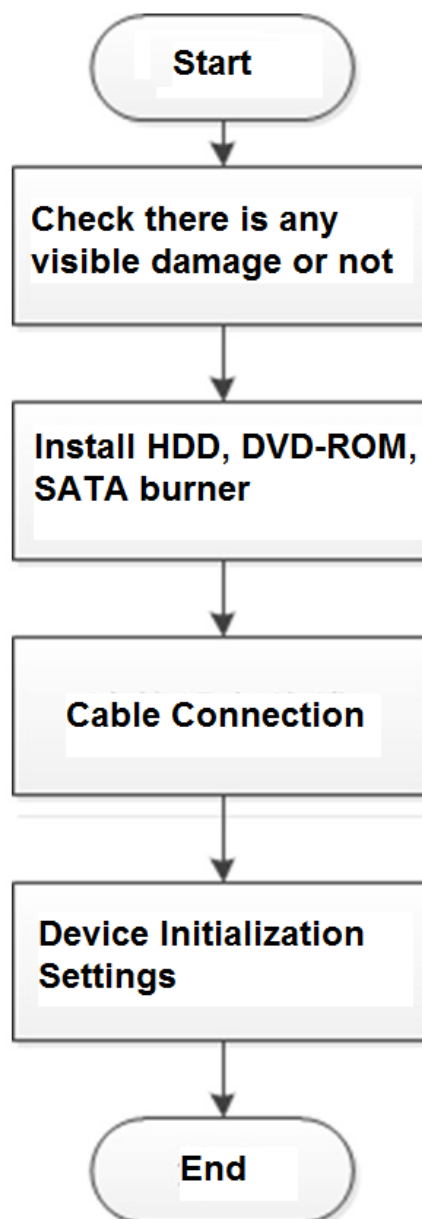 Start
Check there is any
visible damage or not
Install HDD, DVD-ROM,
SATA burner
Cable Connection
Device Initialization
Settings
End